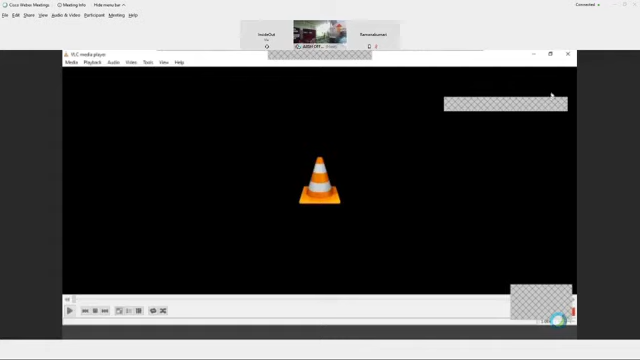 Cisco Webex Meetings
Meeting Info
Hide menu bar
Connected
File Edit Share View Audio & Video Participant Meeting Help
InsideOut
VLC media player
Media Playback Audio Video Tools View Help